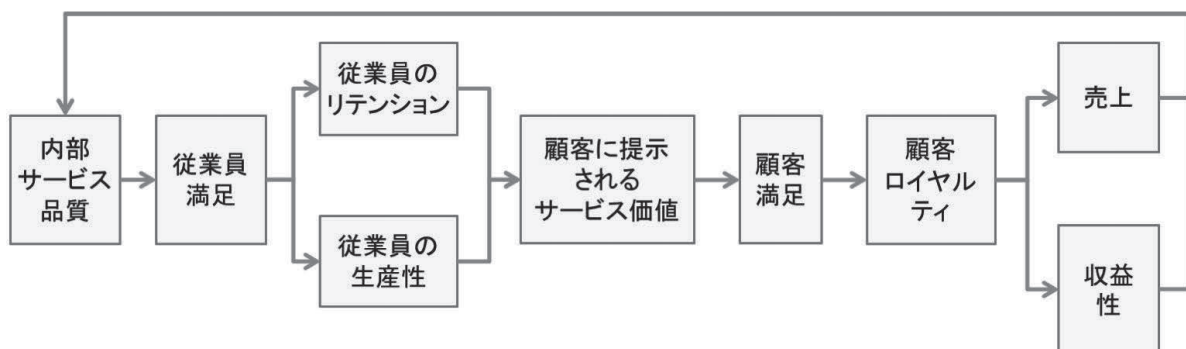 内部
サービス
品質
従業員
満足
従業員の
リテンション
従業員の
生産性
顧客に提示
される
サービス価値
顧客
満足
顧客
ロイヤル
ティ
売上
収益
性